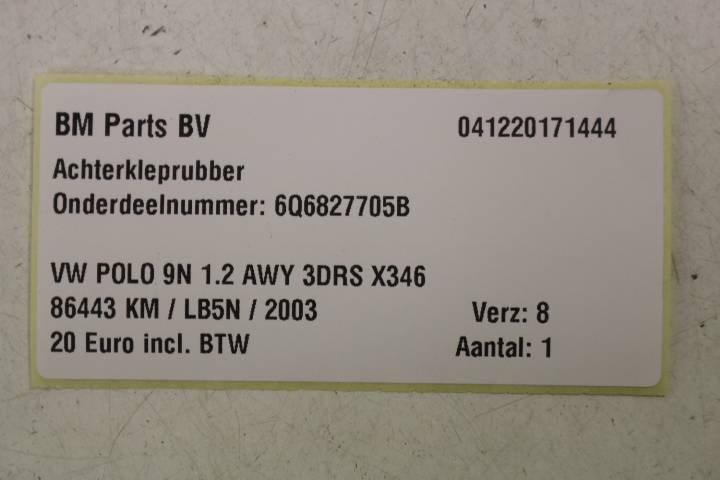 BM Parts BV 041220171444
Achterkleprubber
Onderdeelnummer: 6Q6827705B
VW POLO 9N 1.2 AWY 3DRS X346
86443 KM / LB5N / 2003 Verz: 8
20 Euro incl. BTW Aantal: 1